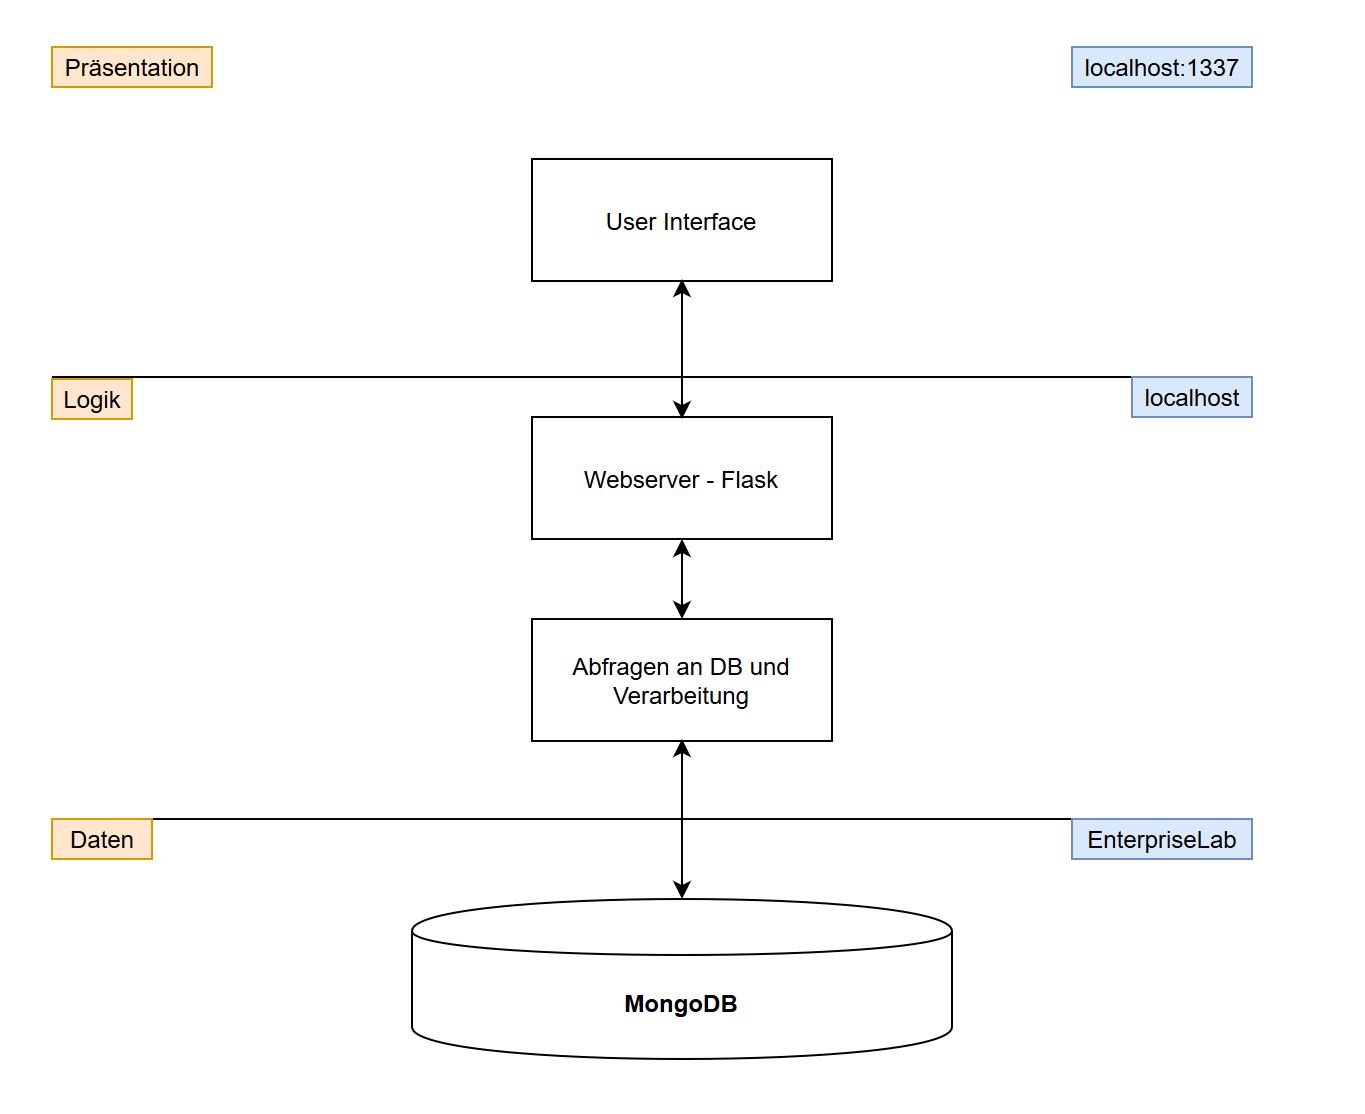 Präsentation
localhost:1337
User Interface
Logik
localhost
Webserver - Flask
Abfragen an DB und
Verarbeitung
Daten
EnterpriseLab
MongoDB